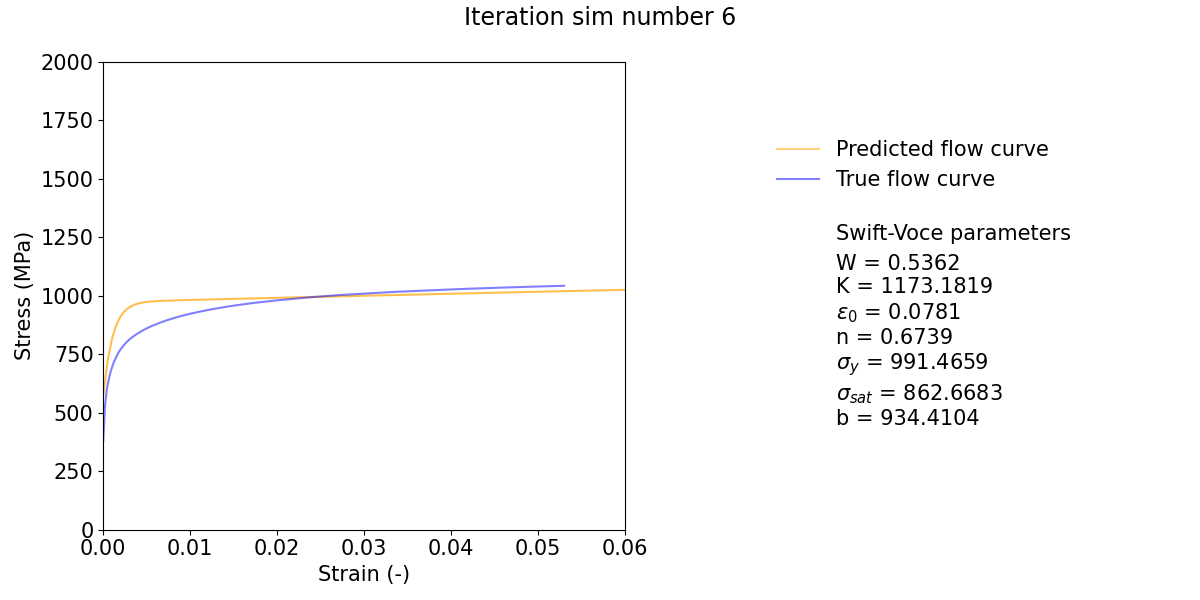 Iteration sim number 6
2000
1750
1500
1250
1000
750
500
250
0
Stress (MPa)
0.00 0.01 0.02 0.03 0.04 0.05 0.06
Strain (-)
Predicted flow curve
True flow curve
Swift-Voce parameters
W = 0.5362
K = 1173.1819
ε₀ = 0.0781
n = 0.6739
σ_y = 991.4659
σ_sat = 862.6683
b = 934.4104